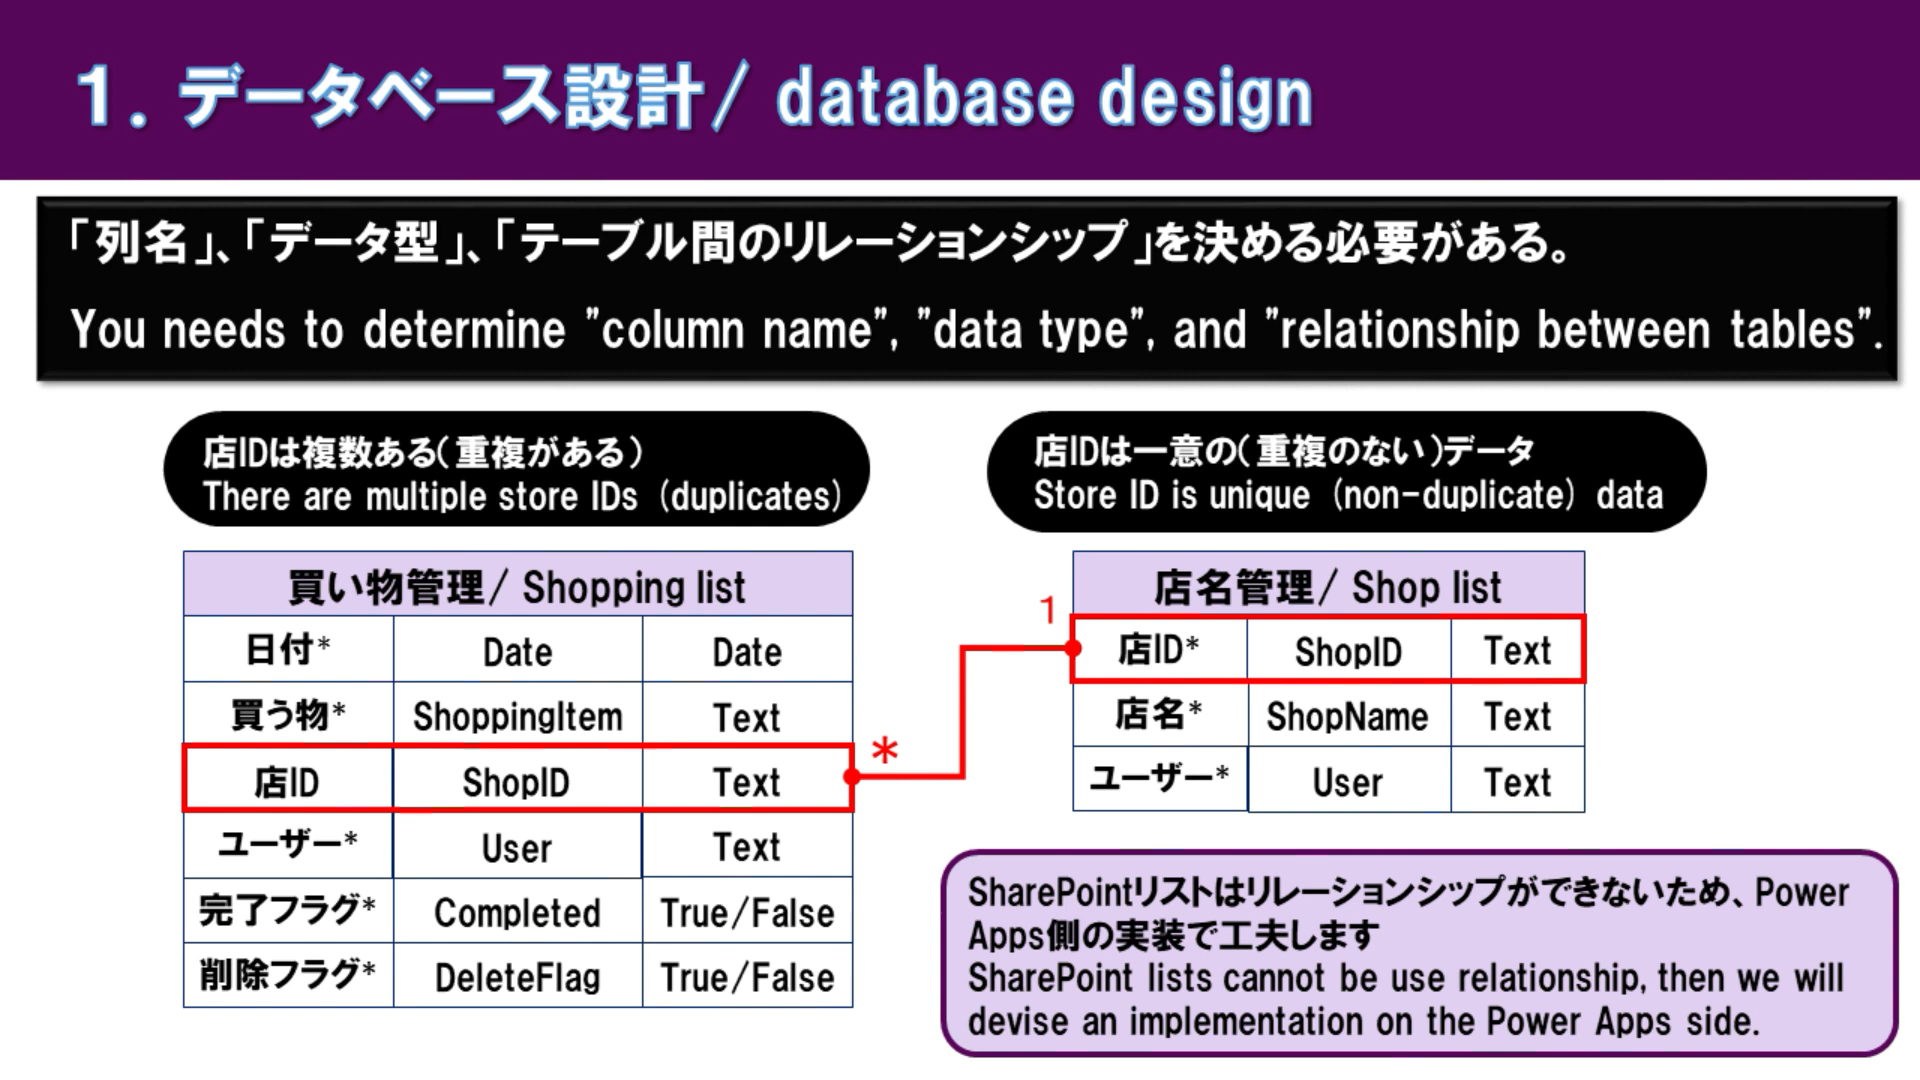 1. データベース設計/ database design
「列名」、「データ型」、「テーブル間のリレーションシップ」を決める必要がある。
You needs to determine "column name", "data type", and "relationship between tables".
店IDは複数ある(重複がある)
There are multiple store IDs (duplicates)
店IDは一意の(重複のない)データ
Store ID is unique (non-duplicate) data
買い物管理/ Shopping list
日付* Date Date
買う物* ShoppingItem Text
店ID ShopID Text
ユーザー* User Text
完了フラグ* Completed True/False
削除フラグ* DeleteFlag True/False
*
1
店名管理/ Shop list
店ID* ShopID Text
店名* ShopName Text
ユーザー* User Text
SharePointリストはリレーションシップができないため、Power
Apps側の実装で工夫します
SharePoint lists cannot be use relationship, then we will
devise an implementation on the Power Apps side.